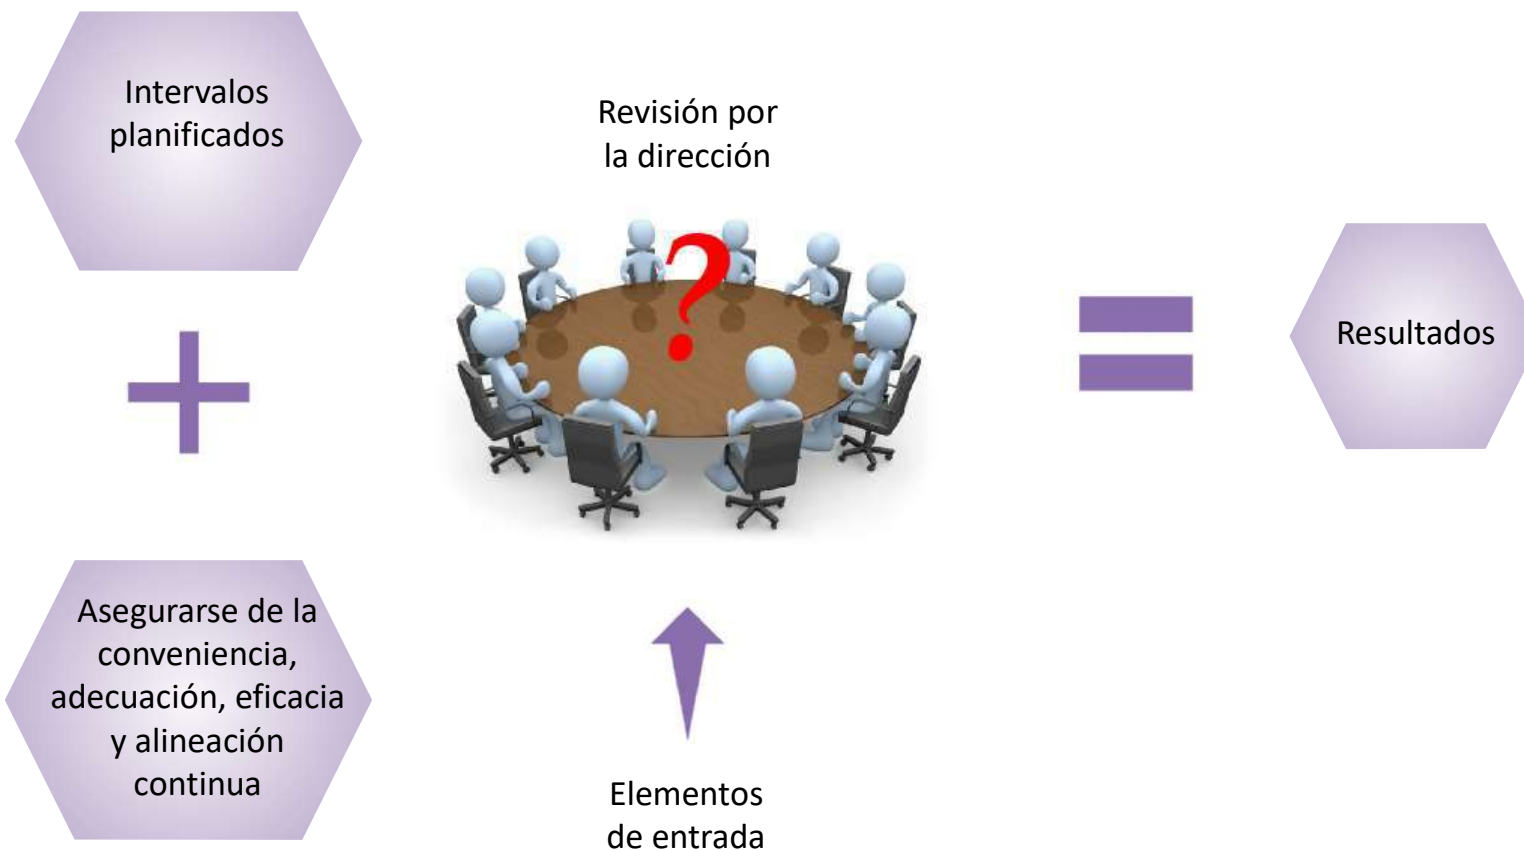 Intervalos
planificados
Revisión por
la dirección
?
Resultados
Asegurarse de la
conveniencia,
adecuación, eficacia
y alineación
continua
Elementos
de entrada